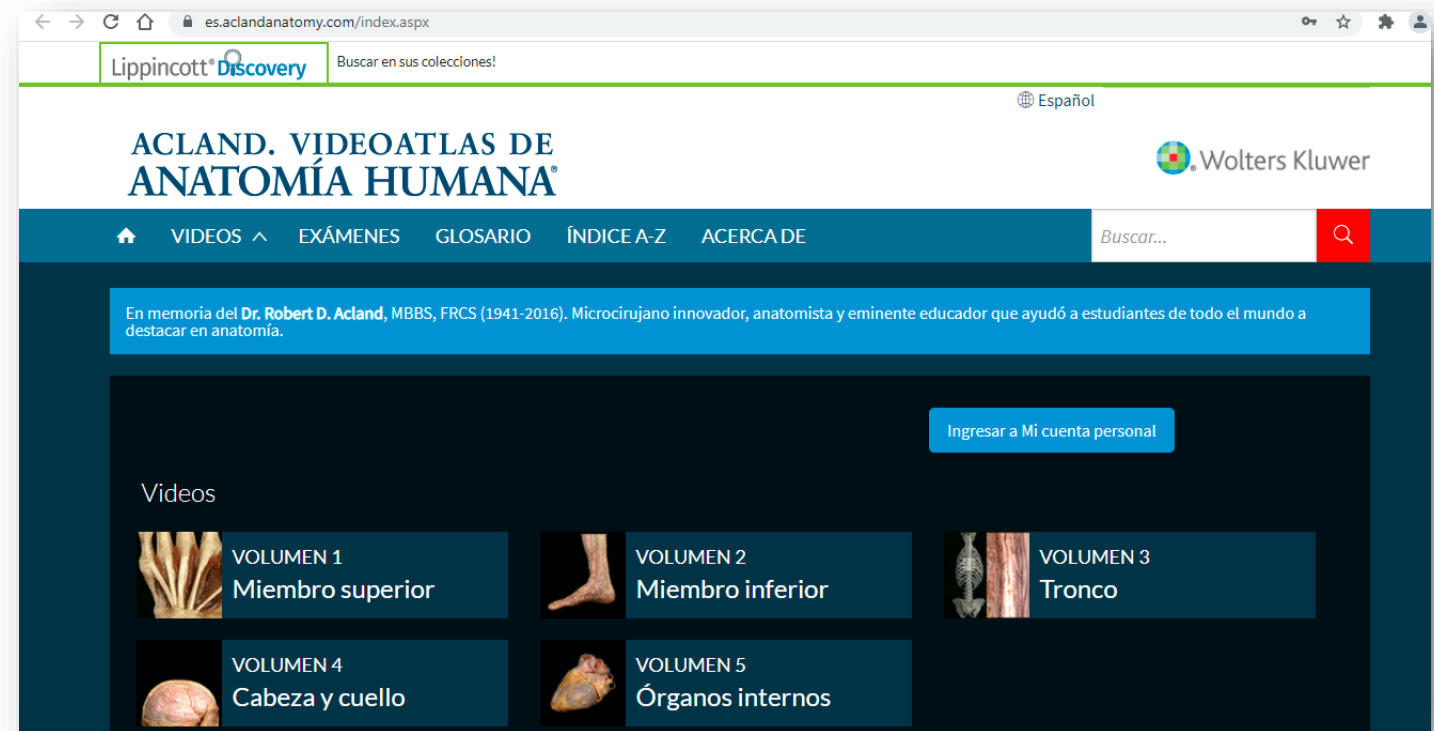 es.aclandanatomy.com/index.aspx
Lippincott® Discovery Buscar en sus colecciones!
Español
ACLAND. VIDEOATLAS DE
ANATOMÍA HUMANA®
Wolters Kluwer
VIDEOS EXÁMENES GLOSARIO ÍNDICE A-Z ACERCA DE Buscar...
En memoria del Dr. Robert D. Acland, MBBS, FRCS (1941-2016). Microcirujano innovador, anatomista y eminente educador que ayudó a estudiantes de todo el mundo a
destacar en anatomía.
Ingresar a Mi cuenta personal
Videos
VOLUMEN 1
Miembro superior
VOLUMEN 2
Miembro inferior
VOLUMEN 3
Tronco
VOLUMEN 4
Cabeza y cuello
VOLUMEN 5
Órganos internos